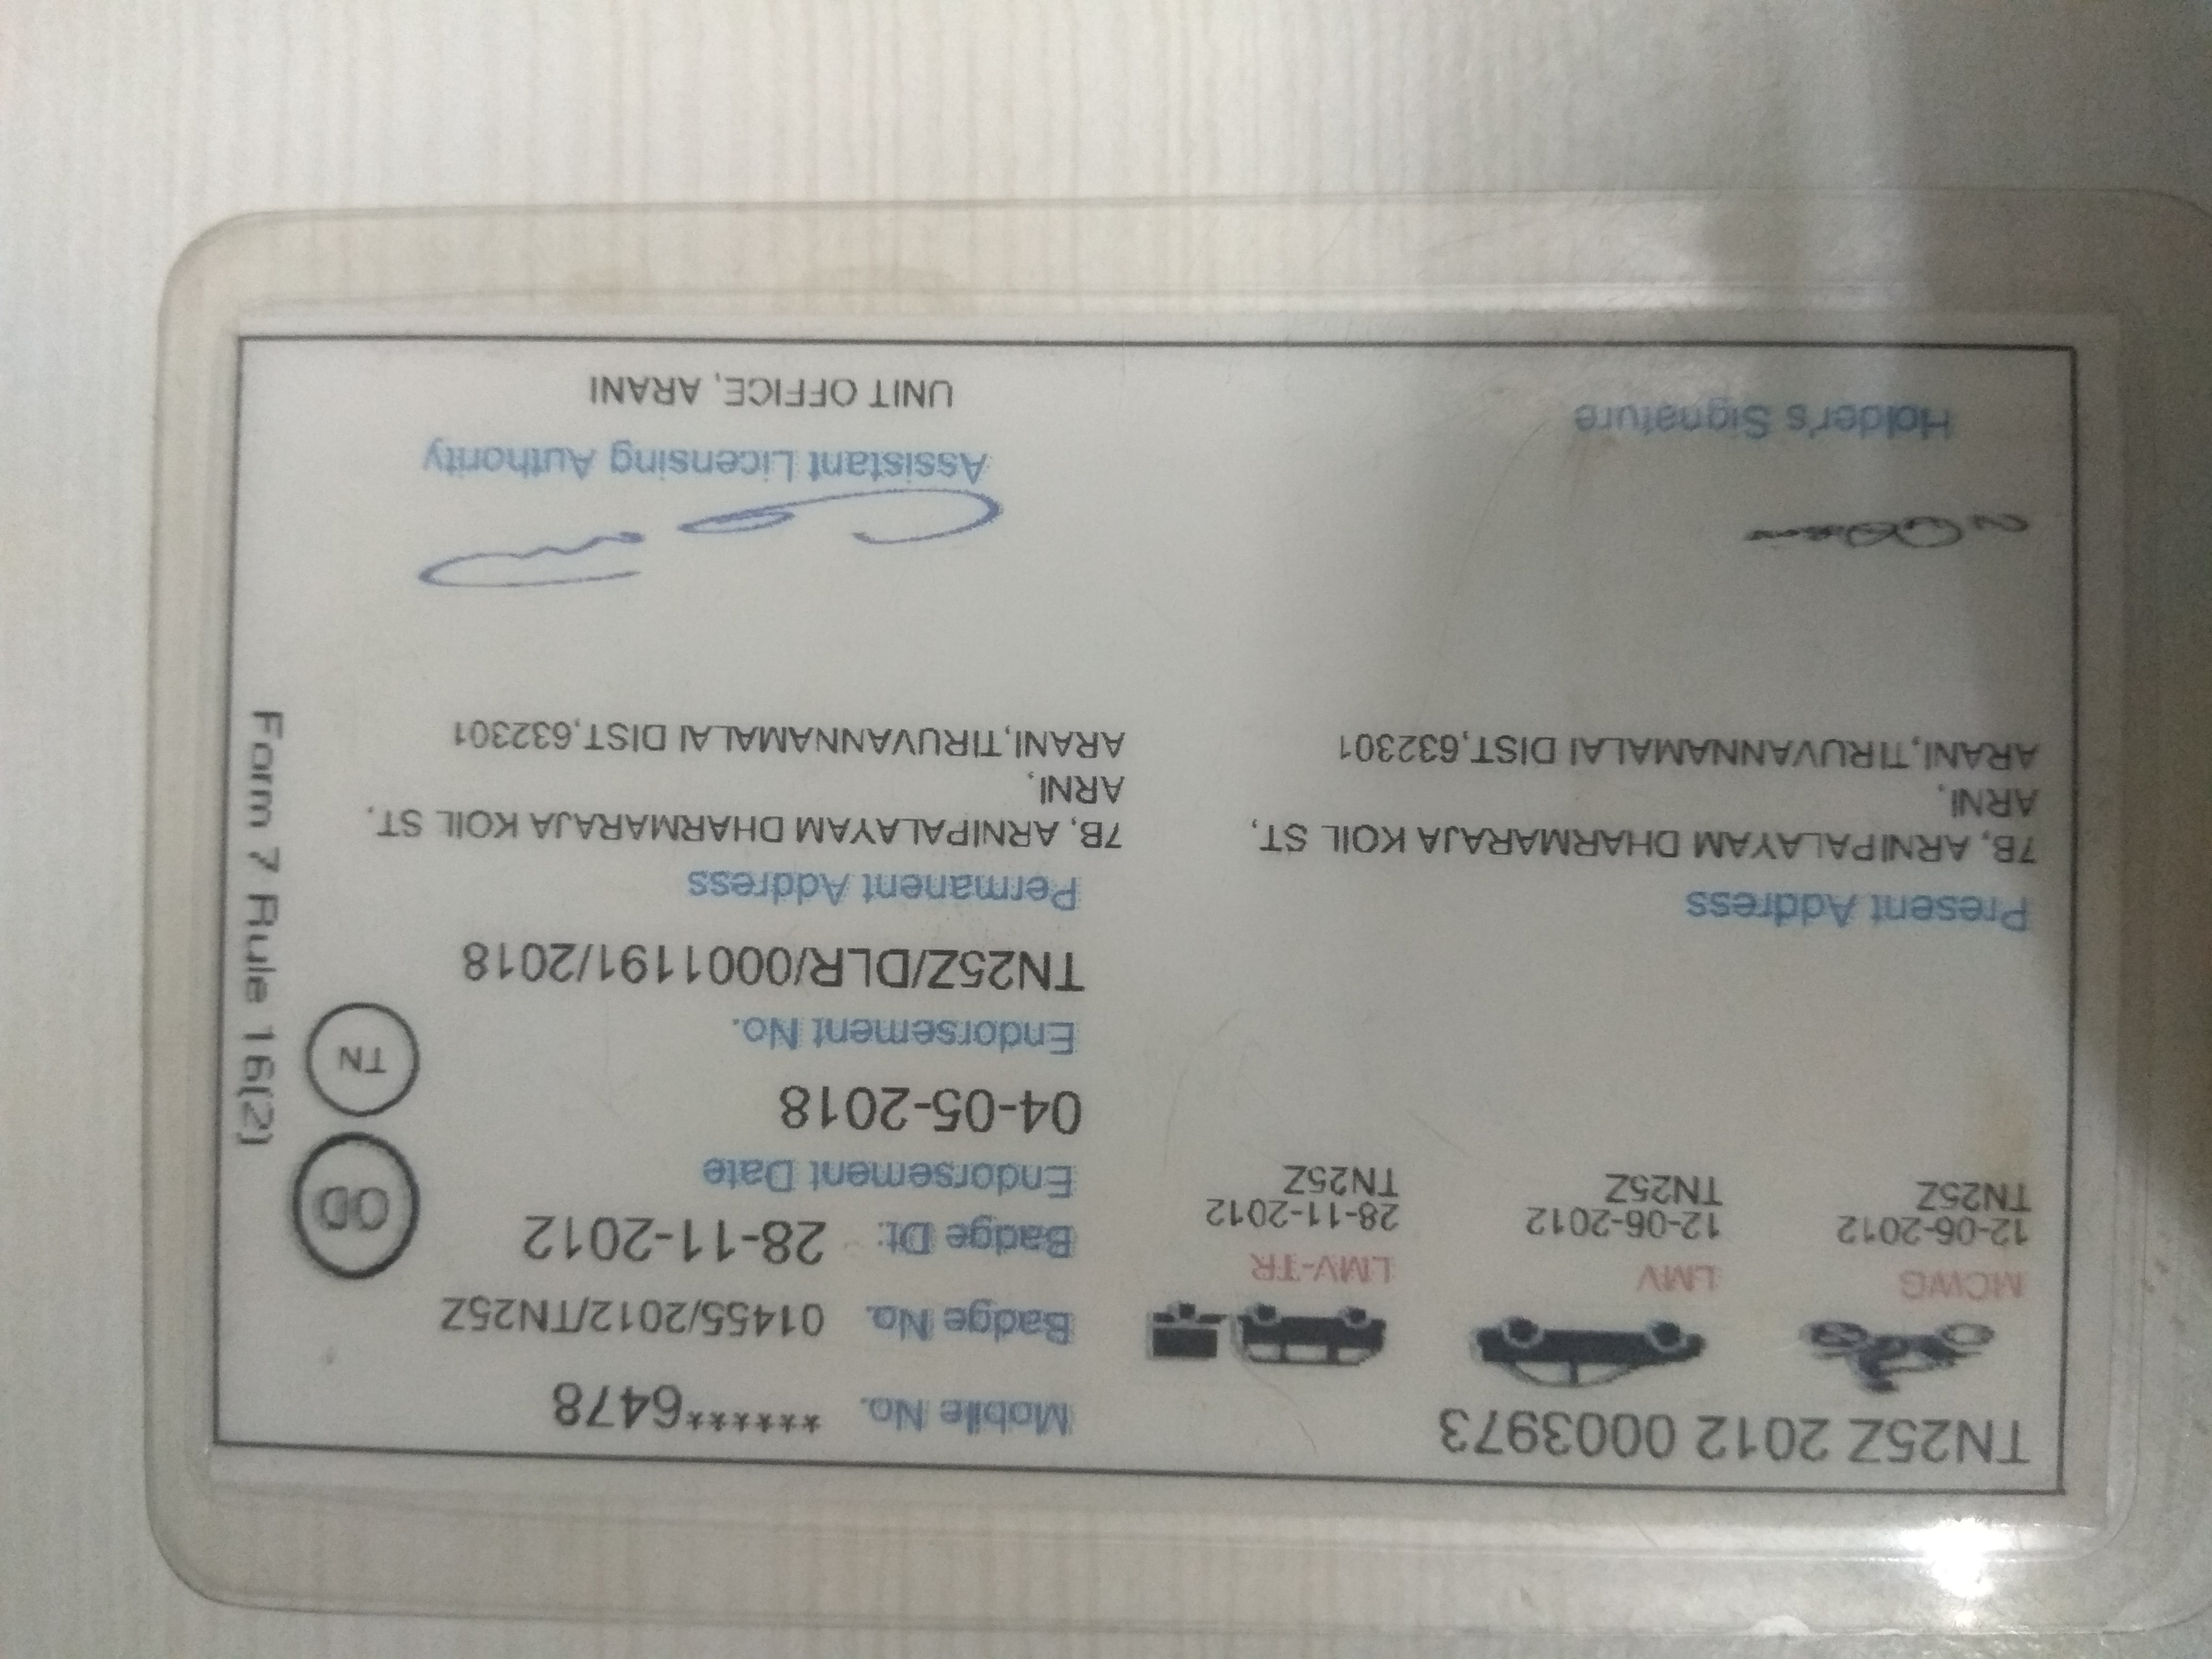 TN25Z 2012 0003973
MCWG
12-06-2012
TN25Z
LMV
12-06-2012
TN25Z
LMV-TR
28-11-2012
TN25Z
Mobile No. ******6478
Badge No. 01455/2012/TN25Z
Badge Dt: 28-11-2012
Endorsement Date
04-05-2018
Endorsement No.
TN25Z/DLR/0001191/2018
OD
TN
Form 7 Rule 16(2)
Present Address
7B, ARNIPALAYAM DHARMARAJA KOIL ST,
ARNI,
ARANI,TIRUVANNAMALAI DIST,632301
Permanent Address
7B, ARNIPALAYAM DHARMARAJA KOIL ST,
ARNI,
ARANI,TIRUVANNAMALAI DIST,632301
Holder's Signature
Assistant Licensing Authority
UNIT OFFICE, ARANI